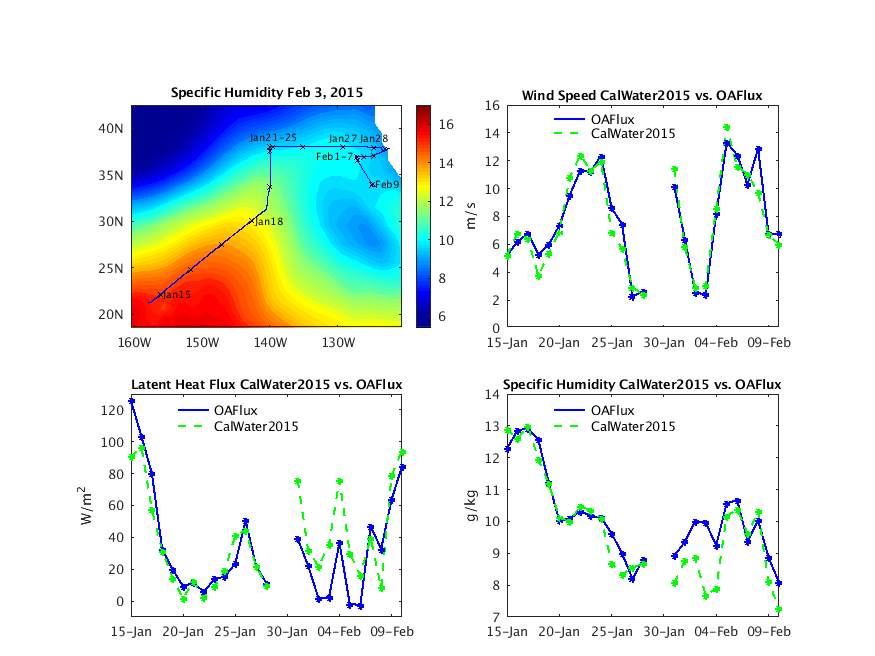 Specific Humidity Feb 3, 2015
40N
35N
30N
25N
20N
160W 150W 140W 130W
16
14
12
10
8
6
Jan21-25
Jan27 Jan28
Feb1-7
Feb9
Jan18
Jan15
Wind Speed CalWater2015 vs. OAFlux
OAFlux
CalWater2015
m/s
16
14
12
10
8
6
4
2
0
15-Jan 20-Jan 25-Jan 30-Jan 04-Feb 09-Feb
Latent Heat Flux CalWater2015 vs. OAFlux
OAFlux
CalWater2015
W/m²
120
100
80
60
40
20
0
15-Jan 20-Jan 25-Jan 30-Jan 04-Feb 09-Feb
Specific Humidity CalWater2015 vs. OAFlux
OAFlux
CalWater2015
g/kg
14
13
12
11
10
9
8
7
15-Jan 20-Jan 25-Jan 30-Jan 04-Feb 09-Feb